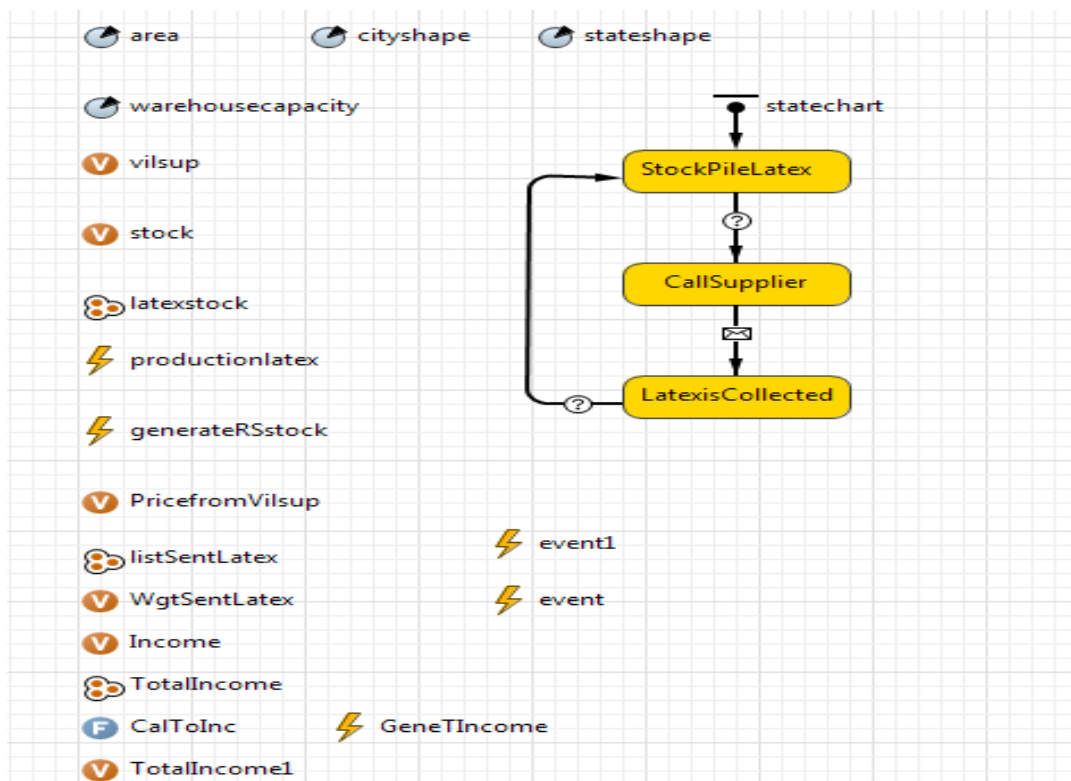 area cityshape stateshape
warehousecapacity statechart
vilsup StockPileLatex
?
stock
CallSupplier
latexstock
productionlatex
LatexisCollected
?
generateRSstock
PricefromVilsup
event1
listSentLatex
WgtSentLatex event
Income
TotalIncome
CalToInc GeneTIncome
TotalIncome1
V
V
V
V
V
F
V